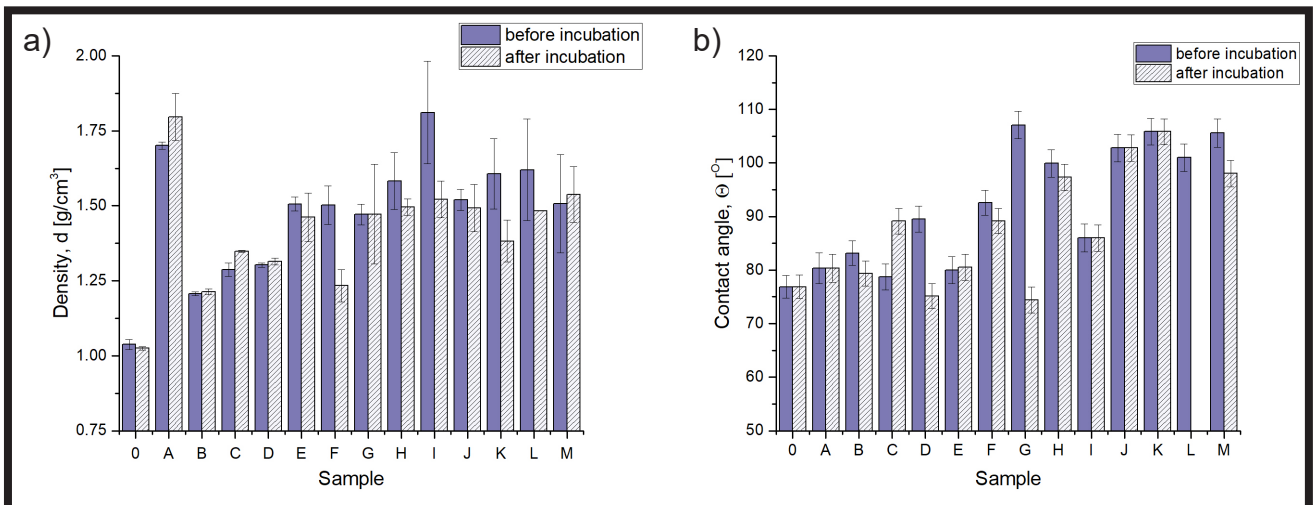 a)
before incubation
after incubation
2.00
1.75
1.50
1.25
1.00
0.75
Density, d [g/cm³]
0 A B C D E F G H I J K L M
Sample
b)
before incubation
after incubation
120
110
100
90
80
70
60
50
Contact angle, Θ [O]
0 A B C D E F G H I J K L M
Sample